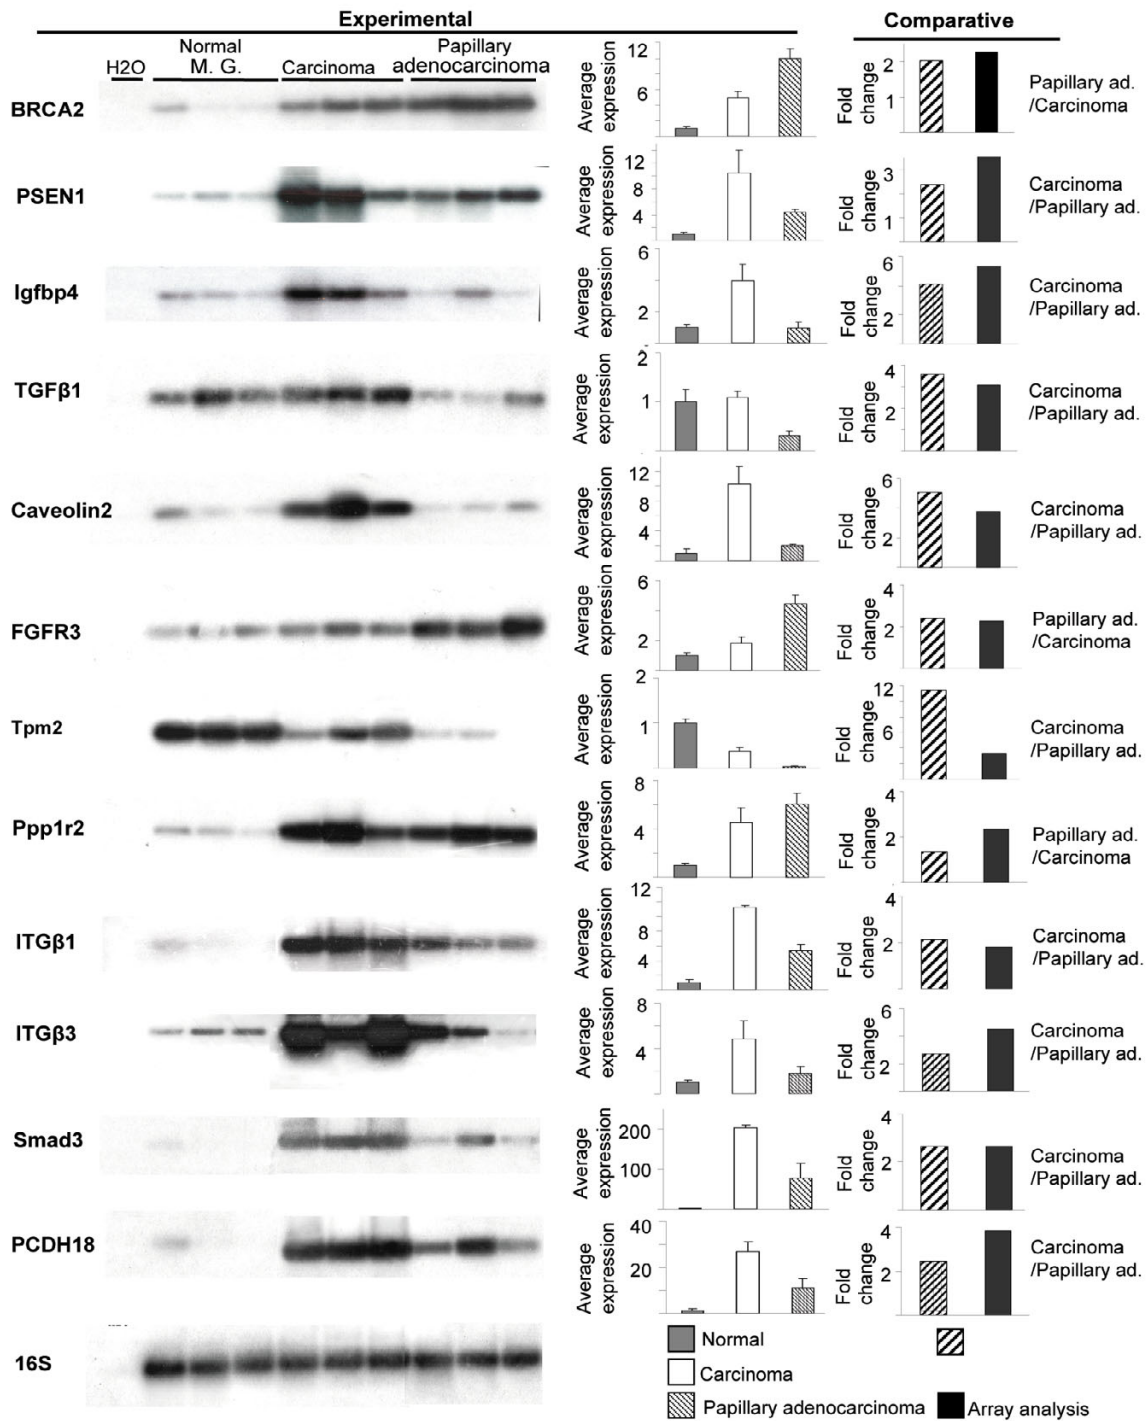 Experimental
Comparative
H2O
Normal
M. G.
Carcinoma
Papillary
adenocarcinoma
BRCA2
Average
expression
12
6
Fold
change
2
1
Papillary ad.
/Carcinoma
PSEN1
Average
expression
12
8
4
Fold
change
3
1
Carcinoma
/Papillary ad.
Igfbp4
Average
expression
6
2
Fold
change
6
2
Carcinoma
/Papillary ad.
TGFβ1
Average
expression
2
1
Fold
change
4
2
Carcinoma
/Papillary ad.
Caveolin2
Average
expression
12
8
4
Fold
change
6
2
Carcinoma
/Papillary ad.
FGFR3
Average
expression
6
2
Fold
change
4
2
Papillary ad.
/Carcinoma
Tpm2
Average
expression
2
1
Fold
change
12
6
Carcinoma
/Papillary ad.
Ppp1r2
Average
expression
8
4
Fold
change
4
2
Papillary ad.
/Carcinoma
ITGβ1
Average
expression
12
8
4
Fold
change
4
2
Carcinoma
/Papillary ad.
ITGβ3
Average
expression
8
4
Fold
change
6
2
Carcinoma
/Papillary ad.
Smad3
Average
expression
200
100
Fold
change
4
2
Carcinoma
/Papillary ad.
PCDH18
Average
expression
40
20
Fold
change
4
2
Carcinoma
/Papillary ad.
16S
Normal
Carcinoma
Papillary adenocarcinoma
Array analysis